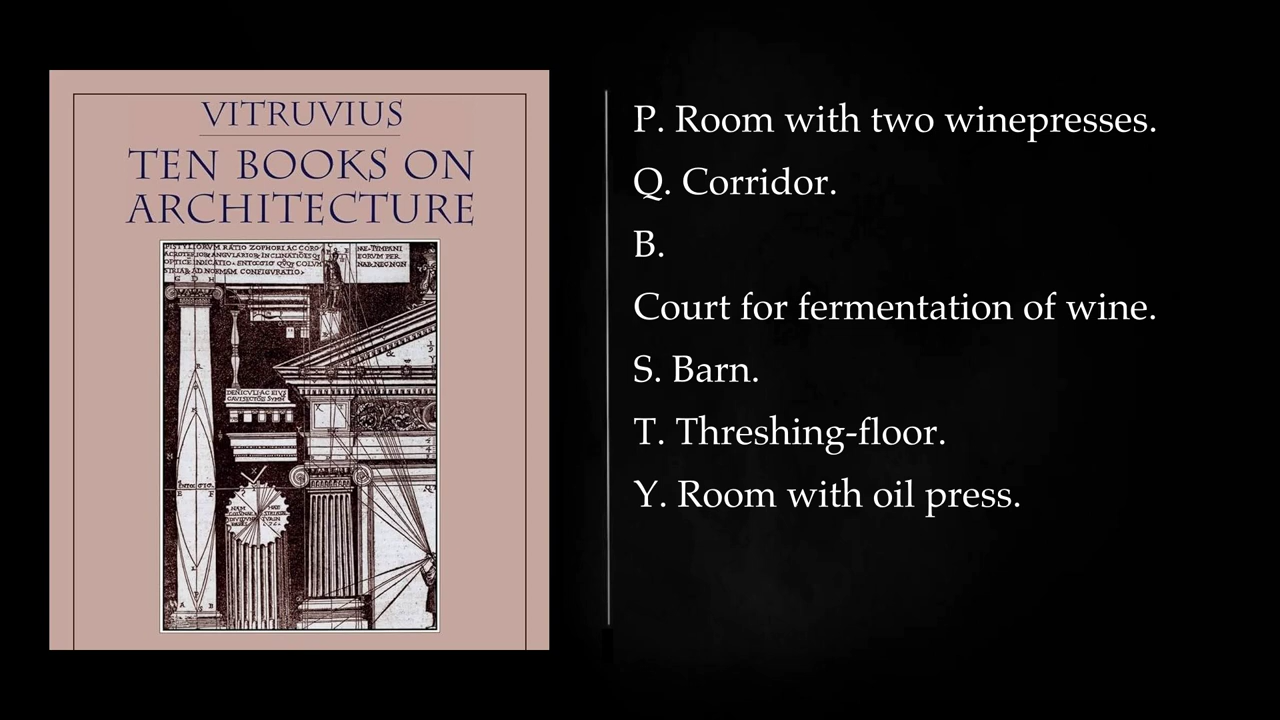 VITRUVIUS
TEN BOOKS ON
ARCHITECTURE
P. Room with two winepresses.
Q. Corridor.
B.
Court for fermentation of wine.
S. Barn.
T. Threshing-floor.
Y. Room with oil press.